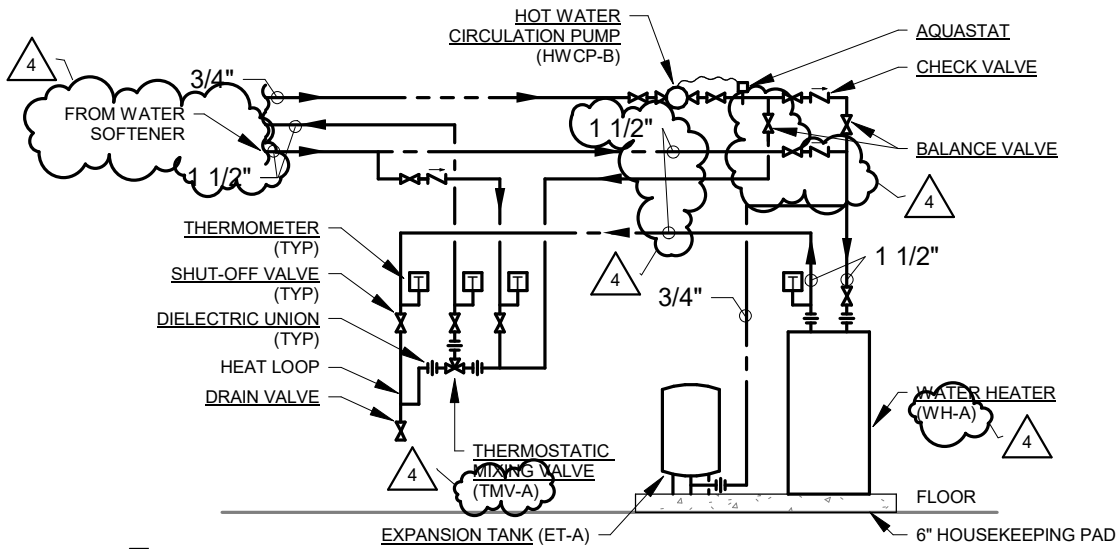 HOT WATER
CIRCULATION PUMP
(HWCP-B)
AQUASTAT
CHECK VALVE
4
3/4"
FROM WATER
SOFTENER
1 1/2"
1 1/2"
BALANCE VALVE
4
THERMOMETER
(TYP)
SHUT-OFF VALVE
(TYP)
DIELECTRIC UNION
(TYP)
HEAT LOOP
DRAIN VALVE
T
T
T
T
4
3/4"
1 1/2"
WATER HEATER
(WH-A)
4
4
THERMOSTATIC
MIXING VALVE
(TMV-A)
EXPANSION TANK (ET-A)
FLOOR
6" HOUSEKEEPING PAD